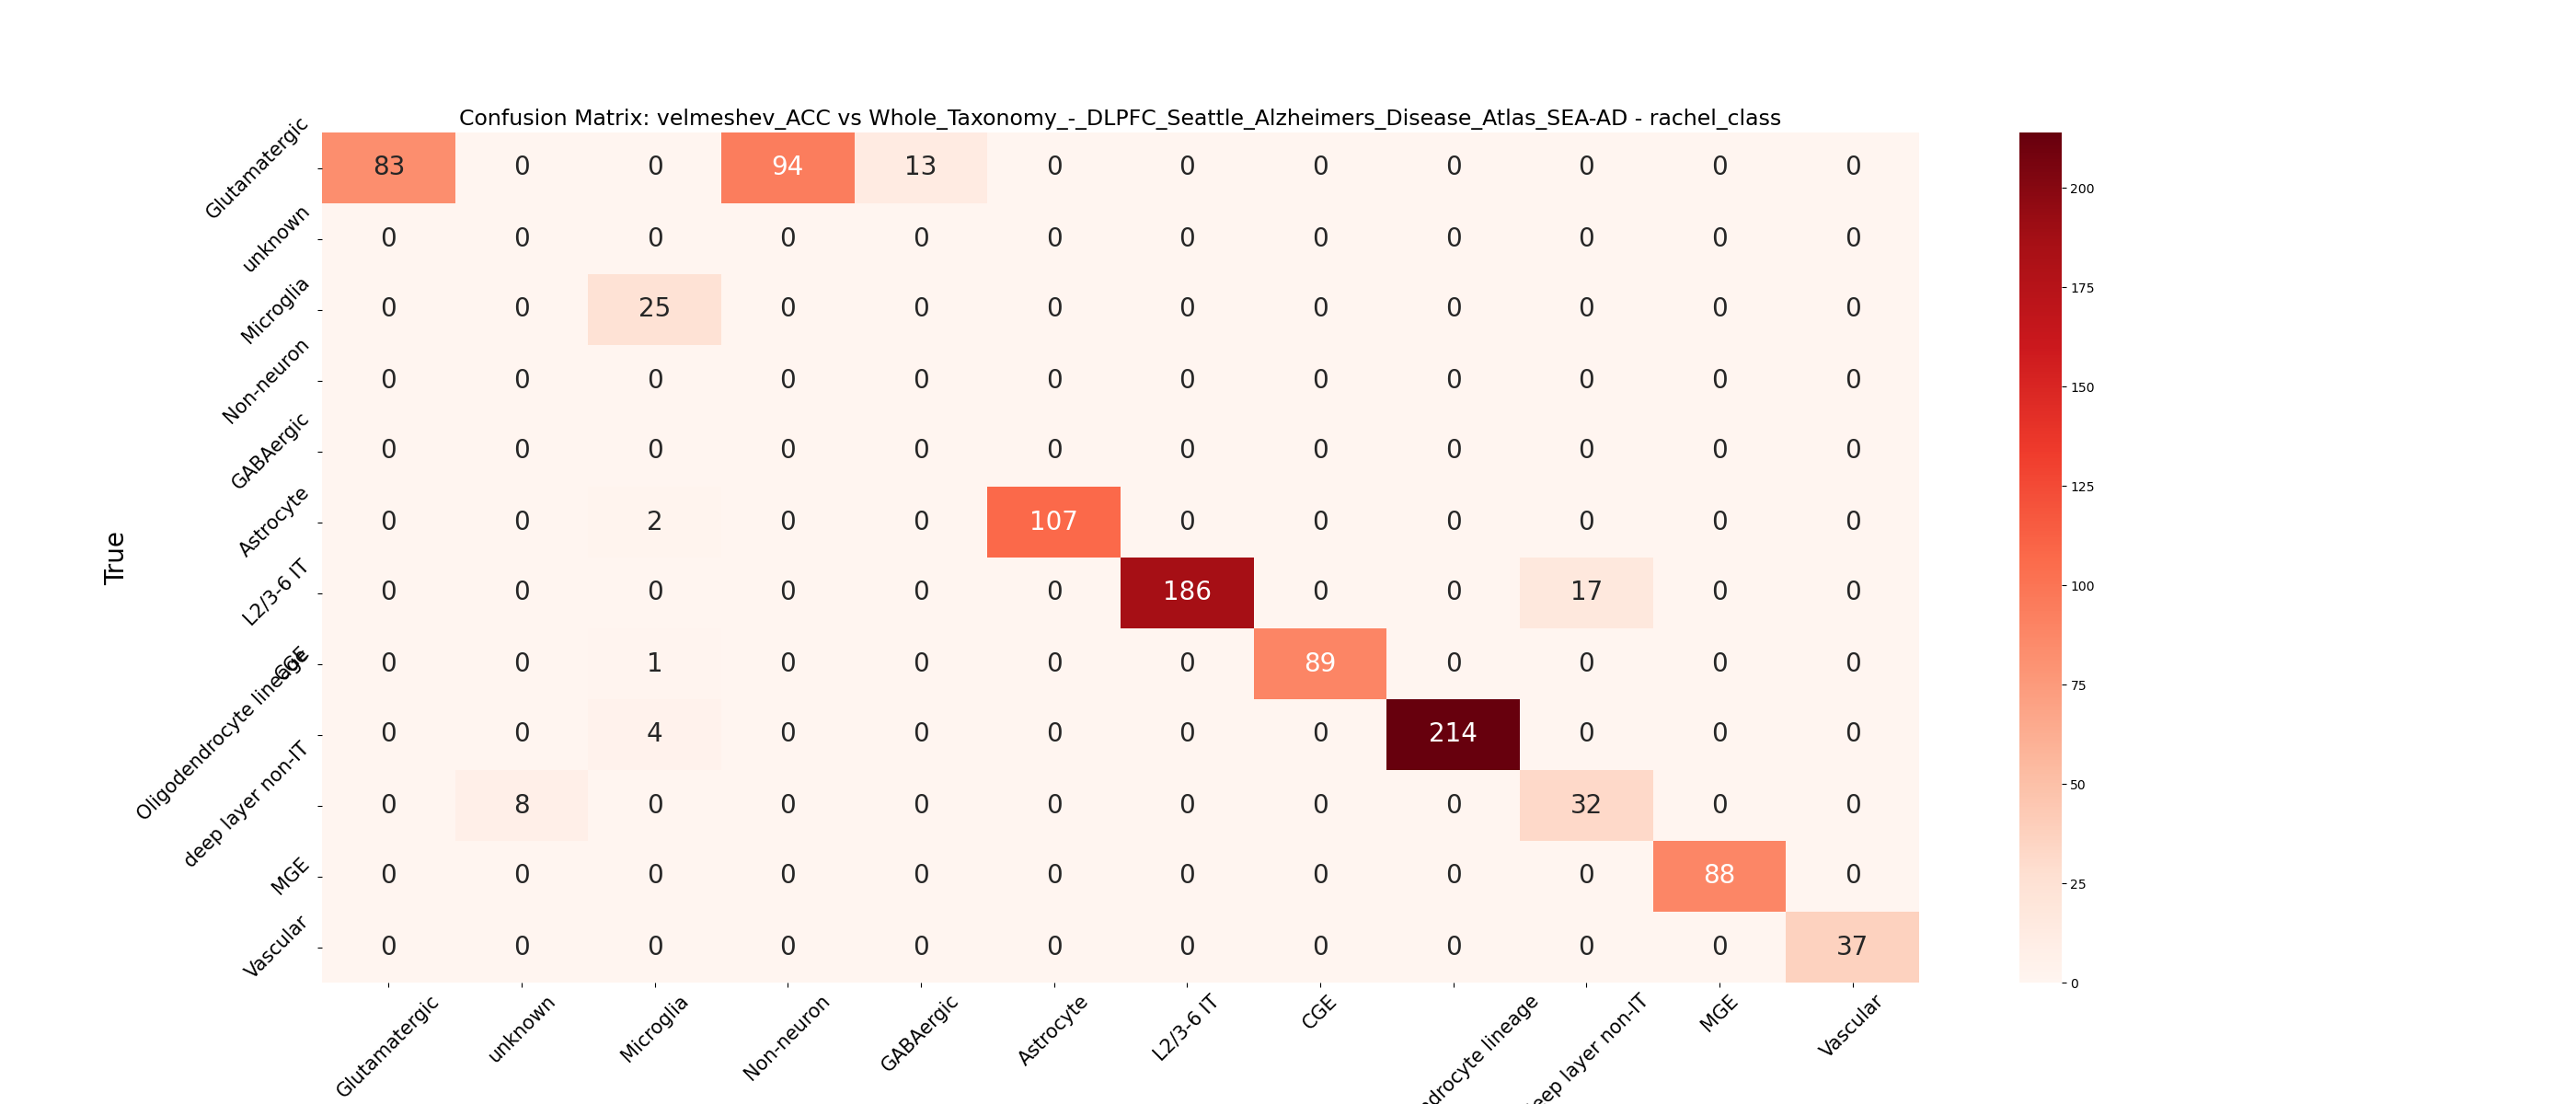 Confusion Matrix: velmeshev_ACC vs Whole_Taxonomy_-_DLPFC_Seattle_Alzheimers_Disease_Atlas_SEA-AD - rachel_class
True
Glutamatergic 83 0 0 94 13 0 0 0 0 0 0 0
unknown 0 0 0 0 0 0 0 0 0 0 0 0
Microglia 0 0 25 0 0 0 0 0 0 0 0 0
Non-neuron 0 0 0 0 0 0 0 0 0 0 0 0
GABAergic 0 0 0 0 0 0 0 0 0 0 0 0
Astrocyte 0 0 2 0 0 107 0 0 0 0 0 0
L2/3-6 IT 0 0 0 0 0 0 186 0 0 17 0 0
CGE 0 0 1 0 0 0 0 89 0 0 0 0
Oligodendrocyte lineage 0 0 4 0 0 0 0 0 214 0 0 0
deep layer non-IT 0 8 0 0 0 0 0 0 0 32 0 0
MGE 0 0 0 0 0 0 0 0 0 0 88 0
Vascular 0 0 0 0 0 0 0 0 0 0 0 37
Glutamatergic
unknown
Microglia
Non-neuron
GABAergic
Astrocyte
L2/3-6 IT
CGE
drocyte lineage
eep layer non-IT
MGE
Vascular
200
175
150
125
100
75
50
25
0